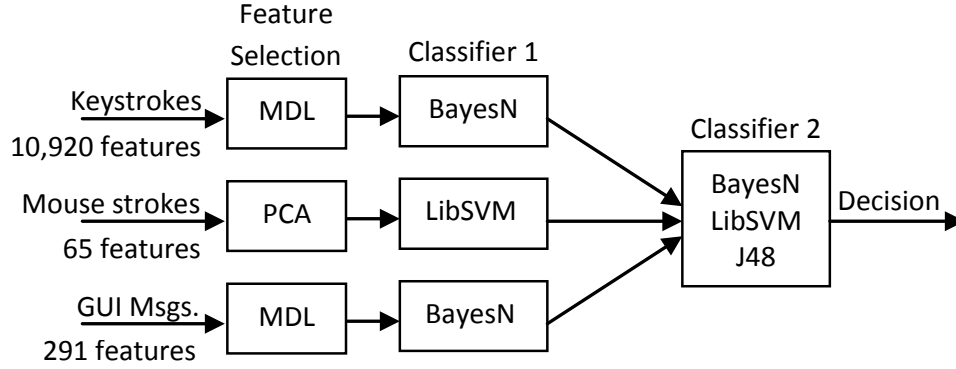 Feature
Selection
Classifier 1
Keystrokes
10,920 features
MDL
BayesN
Mouse strokes
65 features
PCA
LibSVM
GUI Msgs.
291 features
MDL
BayesN
Classifier 2
BayesN
LibSVM
J48
Decision